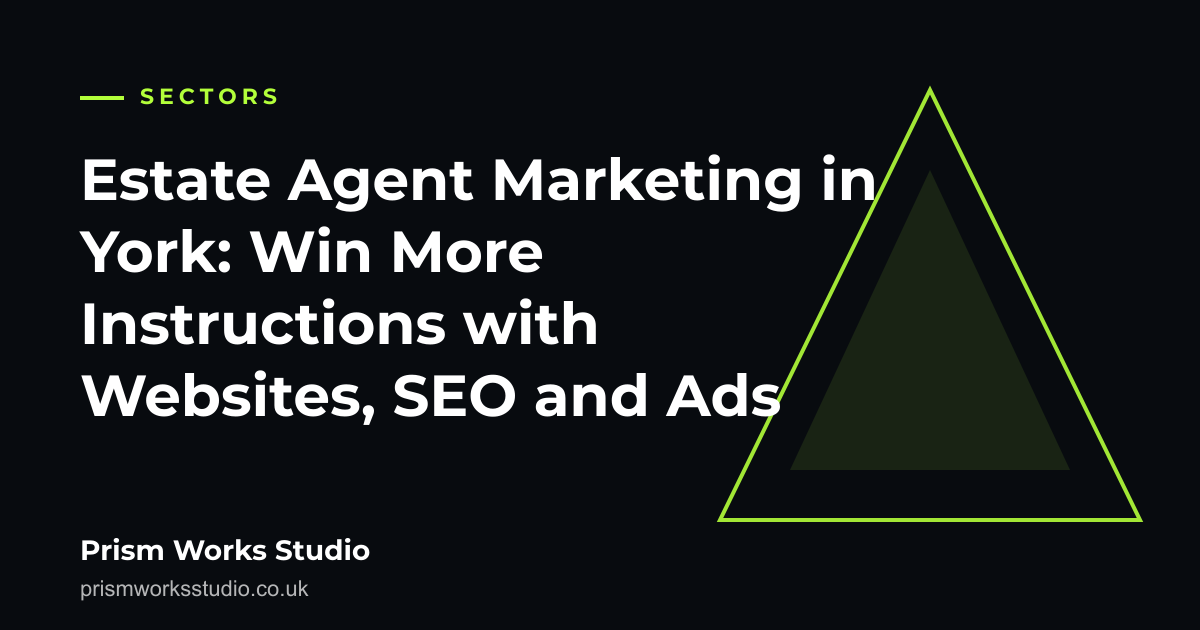 SECTORS
Estate Agent Marketing in
York: Win More
Instructions with
Websites, SEO and Ads
Prism Works Studio
prismworksstudio.co.uk